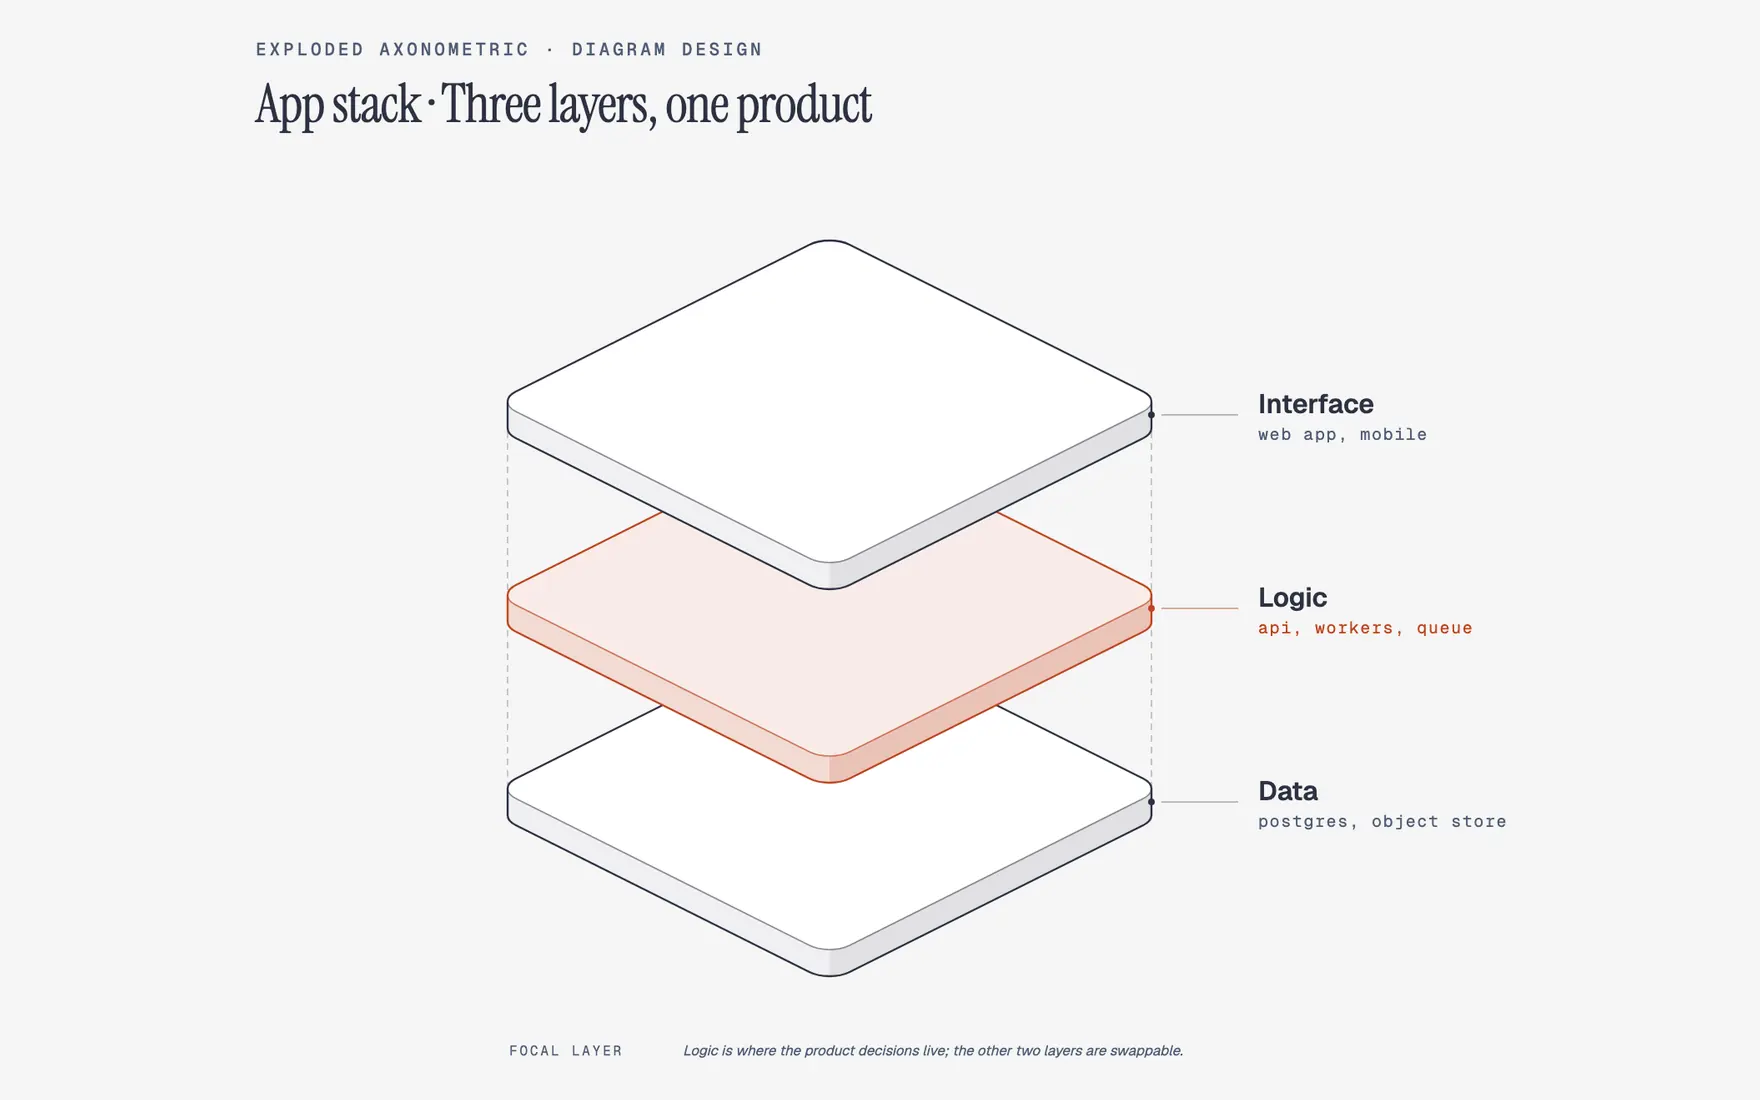 EXPLODED AXONOMETRIC · DIAGRAM DESIGN
App stack · Three layers, one product
Interface
web app, mobile
Logic
api, workers, queue
Data
postgres, object store
FOCAL LAYER
Logic is where the product decisions live; the other two layers are swappable.